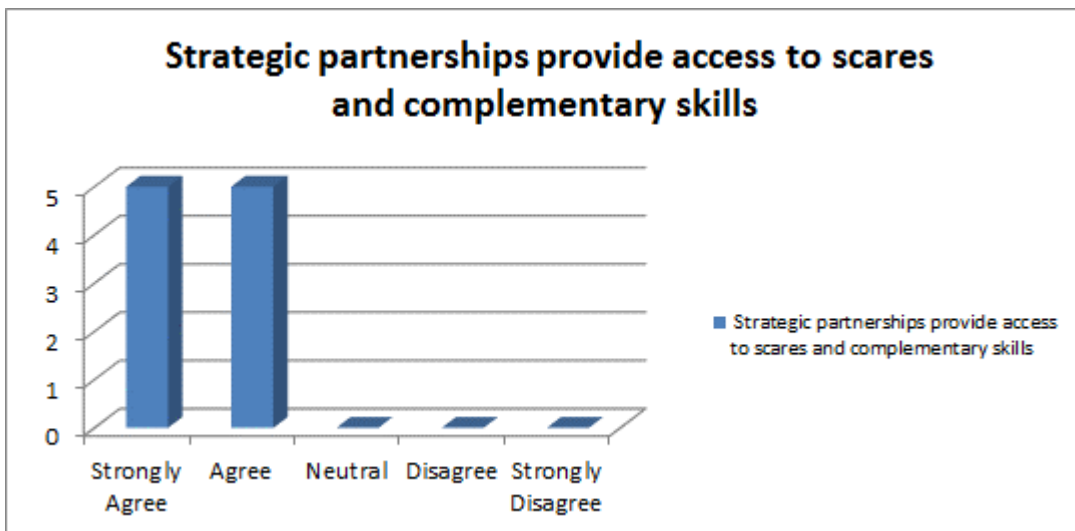 Strategic partnerships provide access to scares
and complementary skills
5
4
3
2
1
0
Strongly Agree
Agree
Neutral
Disagree
Strongly Disagree
Strategic partnerships provide access
to scares and complementary skills